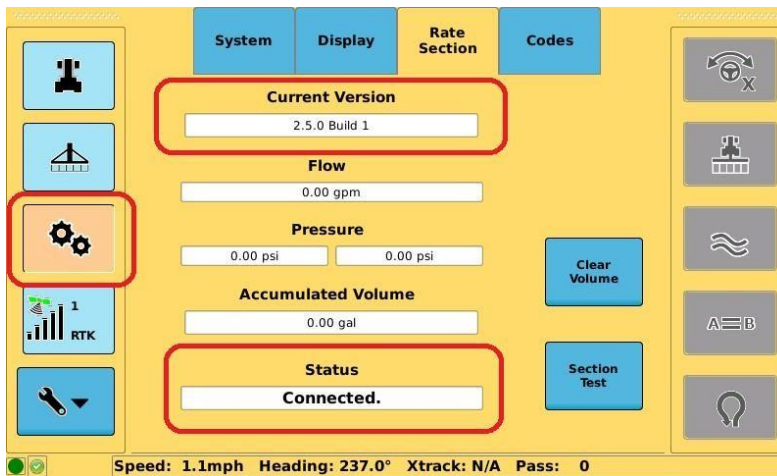 System
Display
Rate
Section
Codes
Current Version
2.5.0 Build 1
Flow
0.00 gpm
Pressure
0.00 psi
0.00 psi
Clear
Volume
Accumulated Volume
0.00 gal
Status
Connected.
Section
Test
1
RTK
X
A B
Speed: 1.1mph Heading: 237.0° Xtrack: N/A Pass: 0